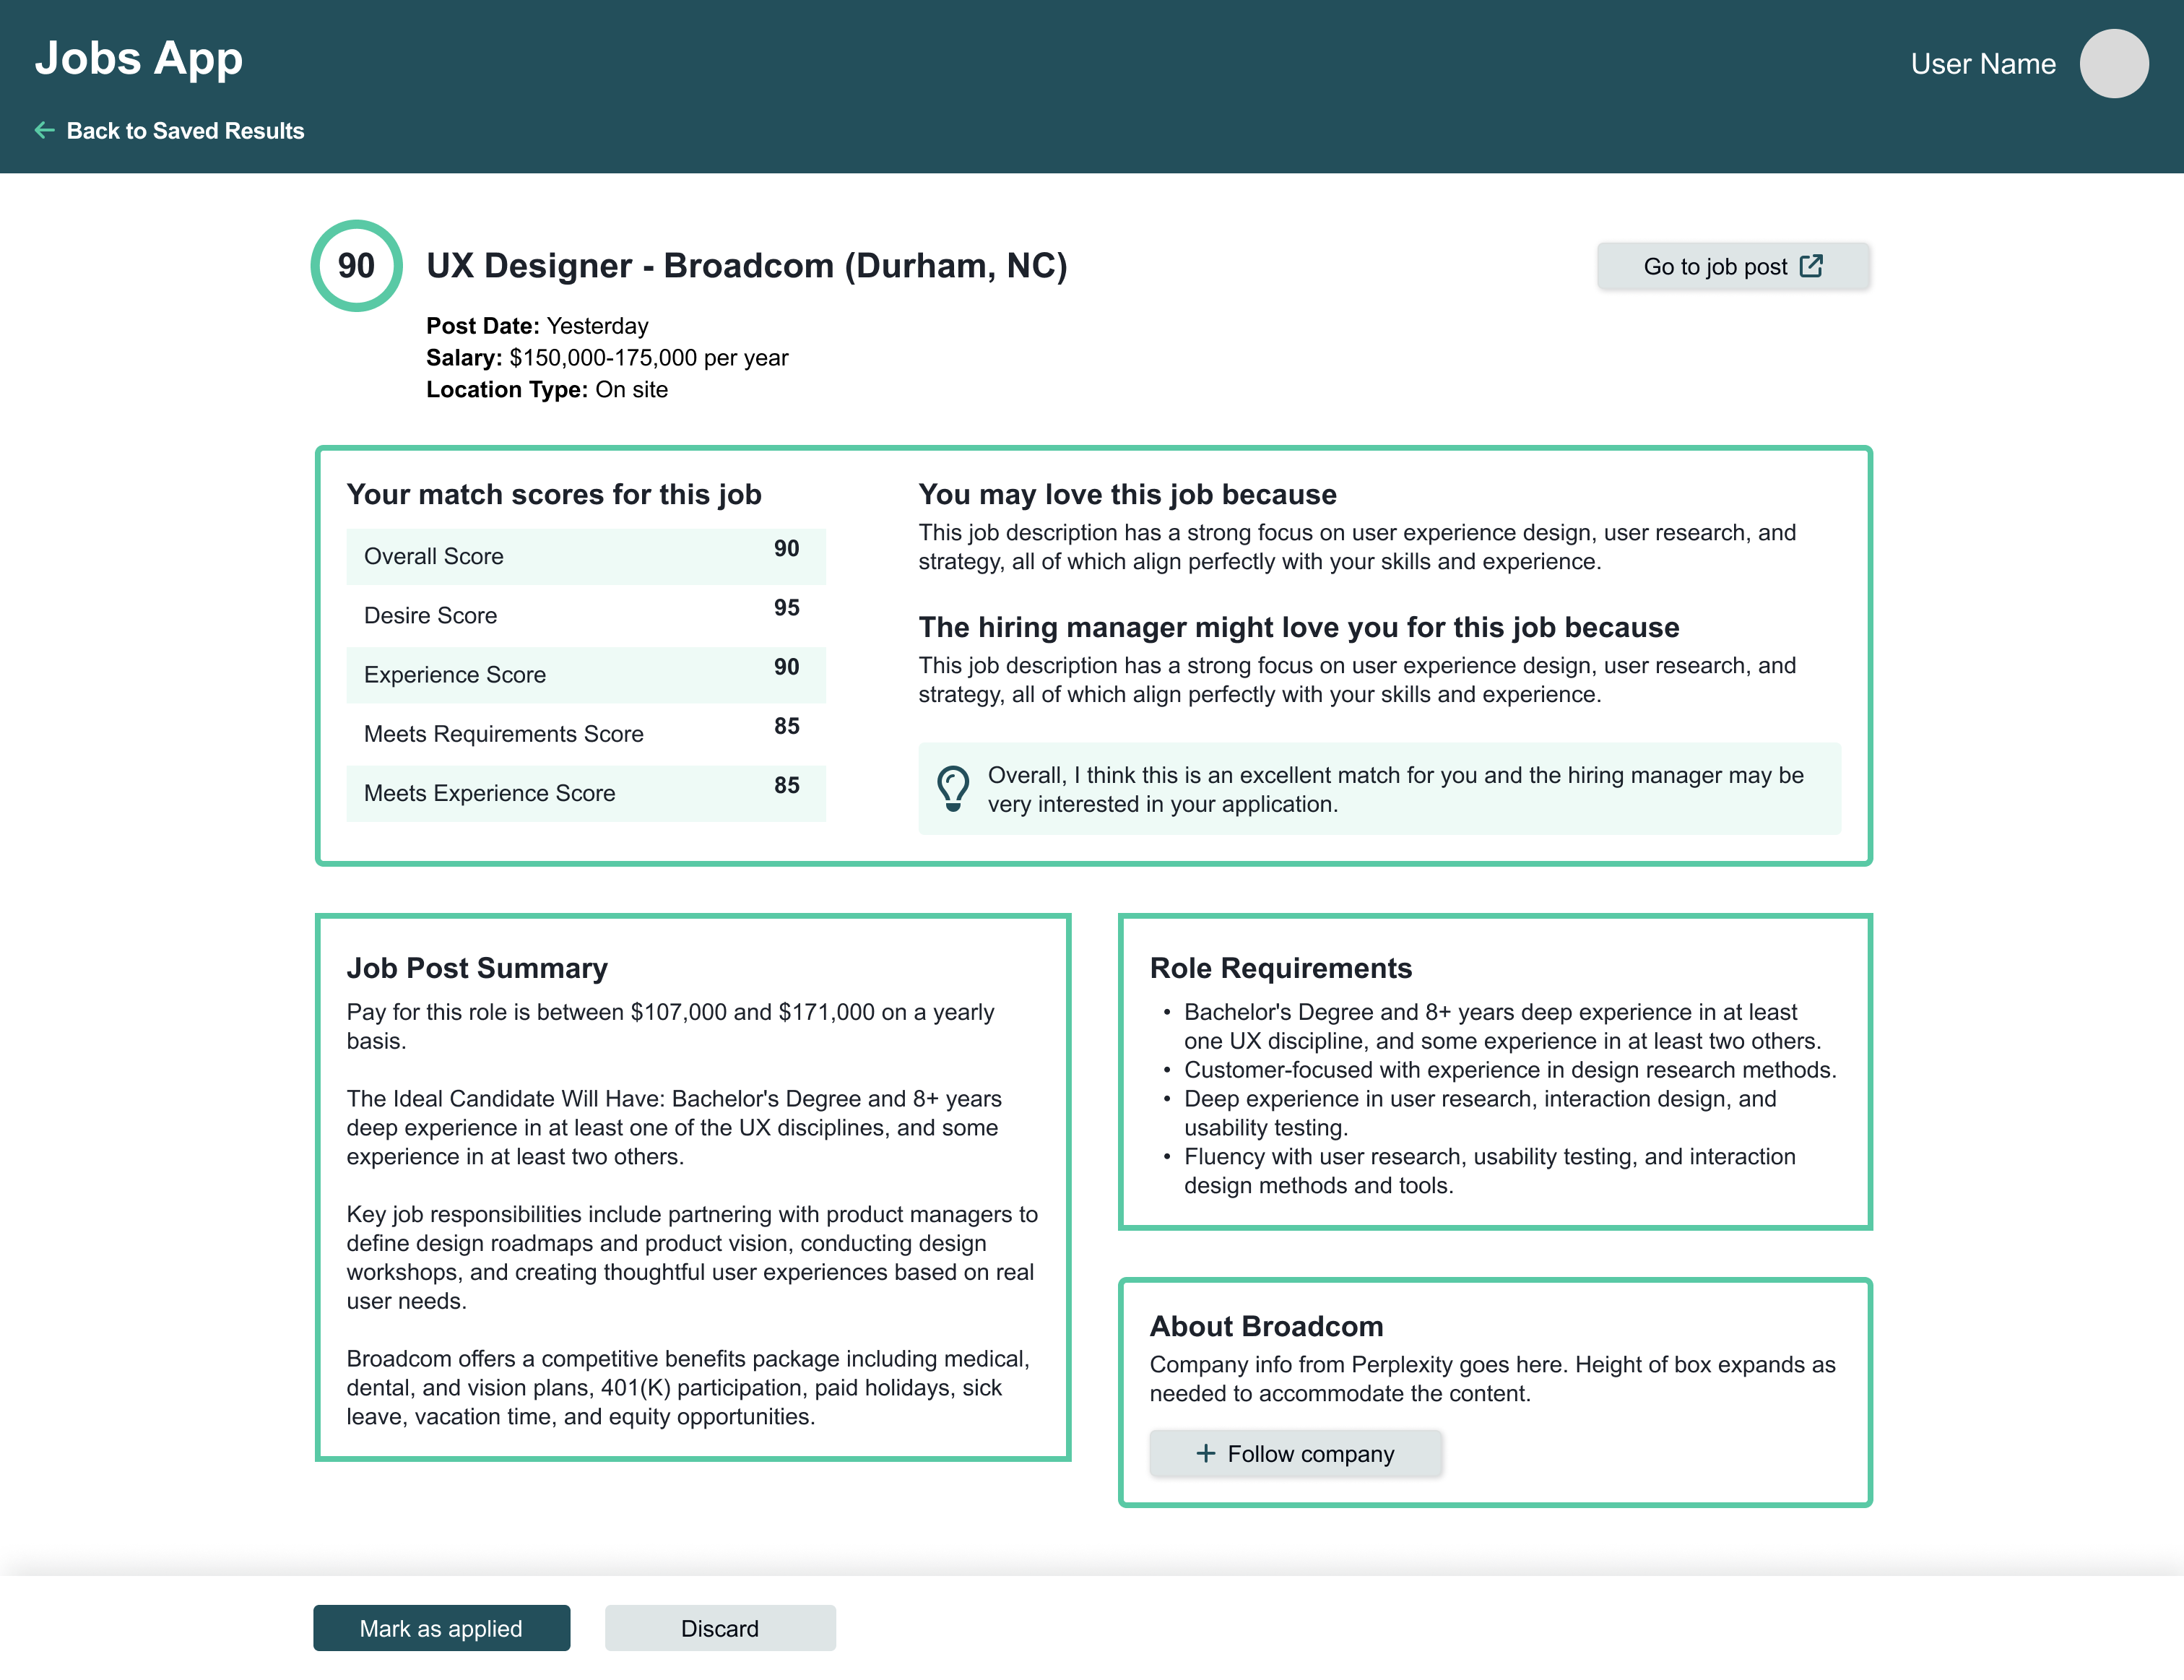 Jobs App
User Name
Back to Saved Results
90
UX Designer - Broadcom (Durham, NC)
Go to job post
Post Date: Yesterday
Salary: $150,000-175,000 per year
Location Type: On site
Your match scores for this job
Overall Score 90
Desire Score 95
Experience Score 90
Meets Requirements Score 85
Meets Experience Score 85
You may love this job because
This job description has a strong focus on user experience design, user research, and
strategy, all of which align perfectly with your skills and experience.
The hiring manager might love you for this job because
This job description has a strong focus on user experience design, user research, and
strategy, all of which align perfectly with your skills and experience.
Overall, I think this is an excellent match for you and the hiring manager may be
very interested in your application.
Job Post Summary
Pay for this role is between $107,000 and $171,000 on a yearly
basis.
The Ideal Candidate Will Have: Bachelor's Degree and 8+ years
deep experience in at least one of the UX disciplines, and some
experience in at least two others.
Key job responsibilities include partnering with product managers to
define design roadmaps and product vision, conducting design
workshops, and creating thoughtful user experiences based on real
user needs.
Broadcom offers a competitive benefits package including medical,
dental, and vision plans, 401(K) participation, paid holidays, sick
leave, vacation time, and equity opportunities.
Role Requirements
• Bachelor's Degree and 8+ years deep experience in at least
one UX discipline, and some experience in at least two others.
• Customer-focused with experience in design research methods.
• Deep experience in user research, interaction design, and
usability testing.
• Fluency with user research, usability testing, and interaction
design methods and tools.
About Broadcom
Company info from Perplexity goes here. Height of box expands as
needed to accommodate the content.
Follow company
Mark as applied
Discard